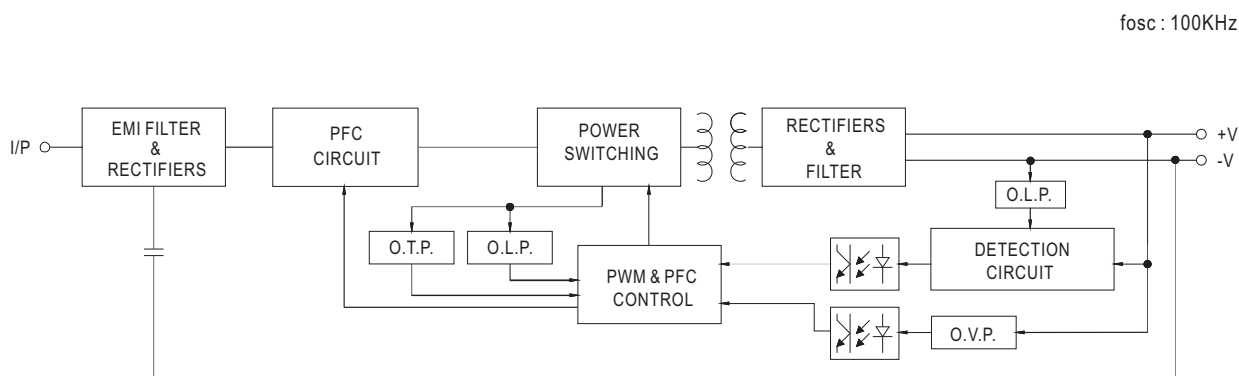 fosc : 100KHz
I/P
EMI FILTER
&
RECTIFIERS
PFC
CIRCUIT
POWER
SWITCHING
RECTIFIERS
&
FILTER
+V
-V
O.L.P.
O.T.P.
O.L.P.
PWM & PFC
CONTROL
DETECTION
CIRCUIT
O.V.P.